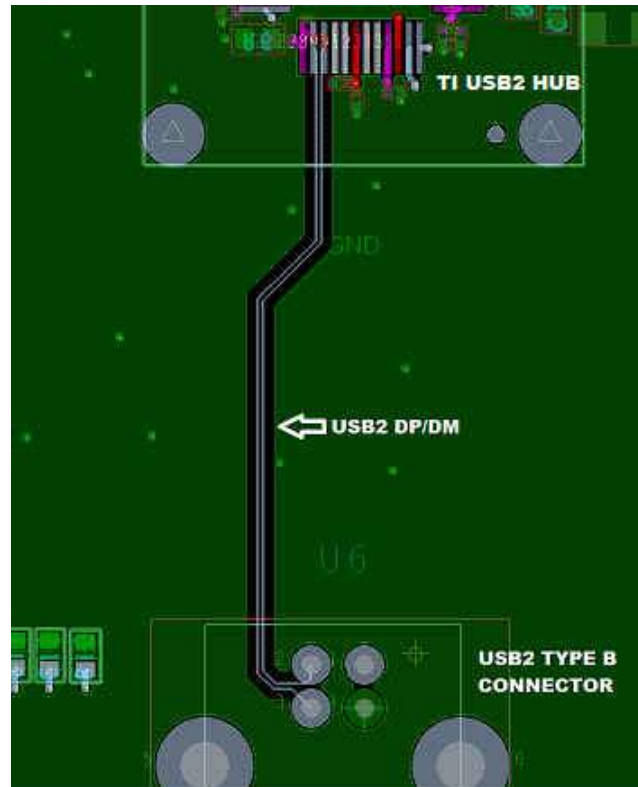 TI USB2 HUB
GND
USB2 DP/DM
U6
USB2 TYPE B
CONNECTOR